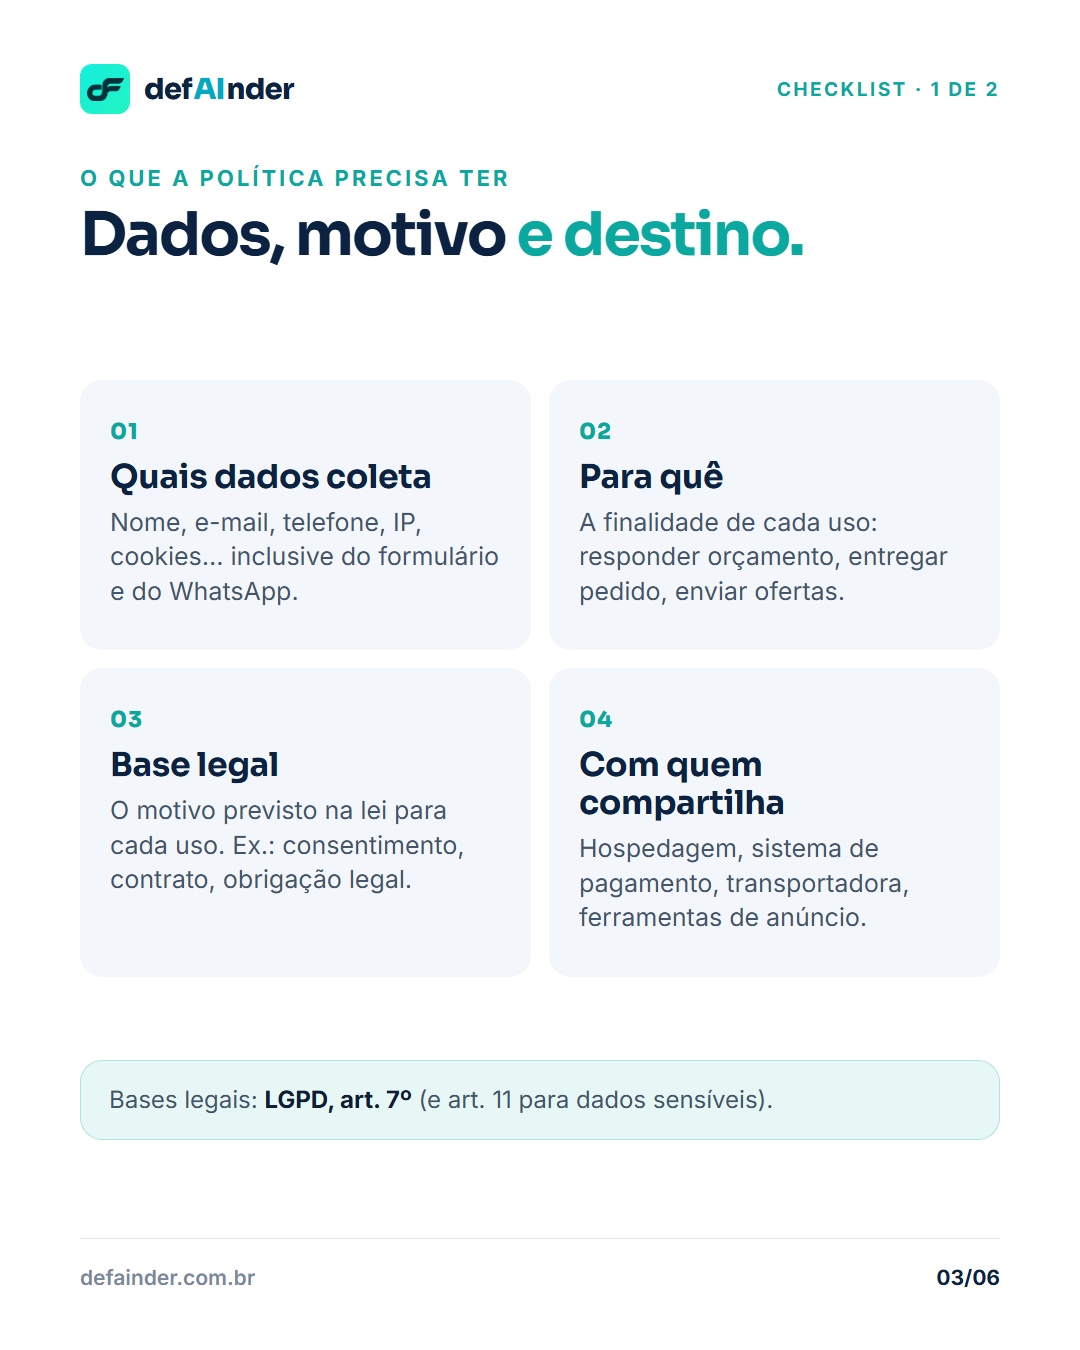 defAInder
CHECKLIST · 1 DE 2
O QUE A POLÍTICA PRECISA TER
Dados, motivo e destino.
01
Quais dados coleta
Nome, e-mail, telefone, IP,
cookies... inclusive do formulário
e do WhatsApp.
02
Para quê
A finalidade de cada uso:
responder orçamento, entregar
pedido, enviar ofertas.
03
Base legal
O motivo previsto na lei para
cada uso. Ex.: consentimento,
contrato, obrigação legal.
04
Com quem
compartilha
Hospedagem, sistema de
pagamento, transportadora,
ferramentas de anúncio.
Bases legais: LGPD, art. 7º (e art. 11 para dados sensíveis).
defainder.com.br
03/06